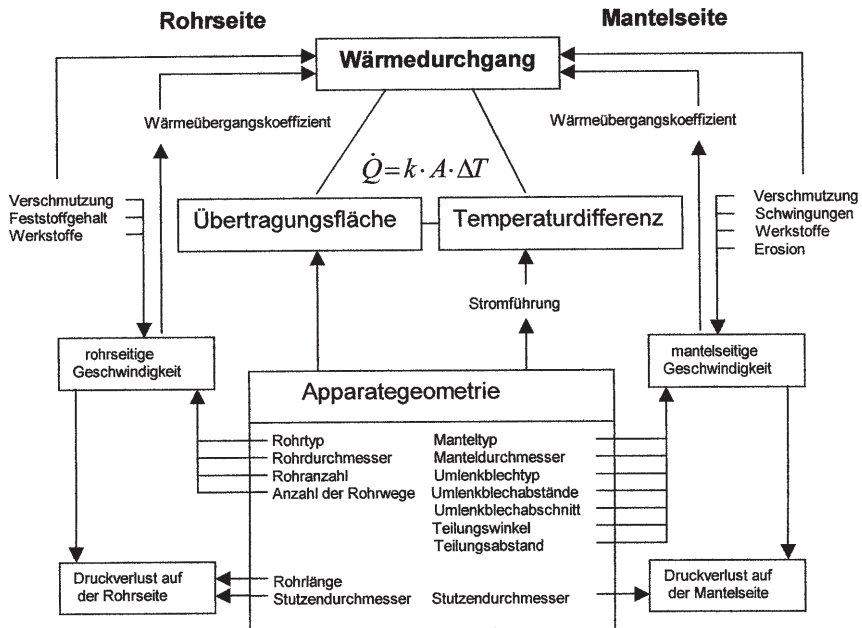 Rohrseite
Mantelseite
Wärmedurchgang
Wärmeübergangskoeffizient
Wärmeübergangskoeffizient
Q̇ = k · A · ΔT
Verschmutzung
Feststoffgehalt
Werkstoffe
Übertragungsfläche
Temperaturdifferenz
Verschmutzung
Schwingungen
Werkstoffe
Erosion
Stromführung
rohrseitige
Geschwindigkeit
mantelseitige
Geschwindigkeit
Apparategeometrie
Rohrtyp
Rohrdurchmesser
Rohranzahl
Anzahl der Rohrwege
Manteltyp
Manteldurchmesser
Umlenkblechtyp
Umlenkblechabstände
Umlenkblechabschnitt
Teilungswinkel
Teilungsabstand
Druckverlust auf
der Rohrseite
Rohrlänge
Stutzendurchmesser
Stutzendurchmesser
Druckverlust auf
der Mantelseite